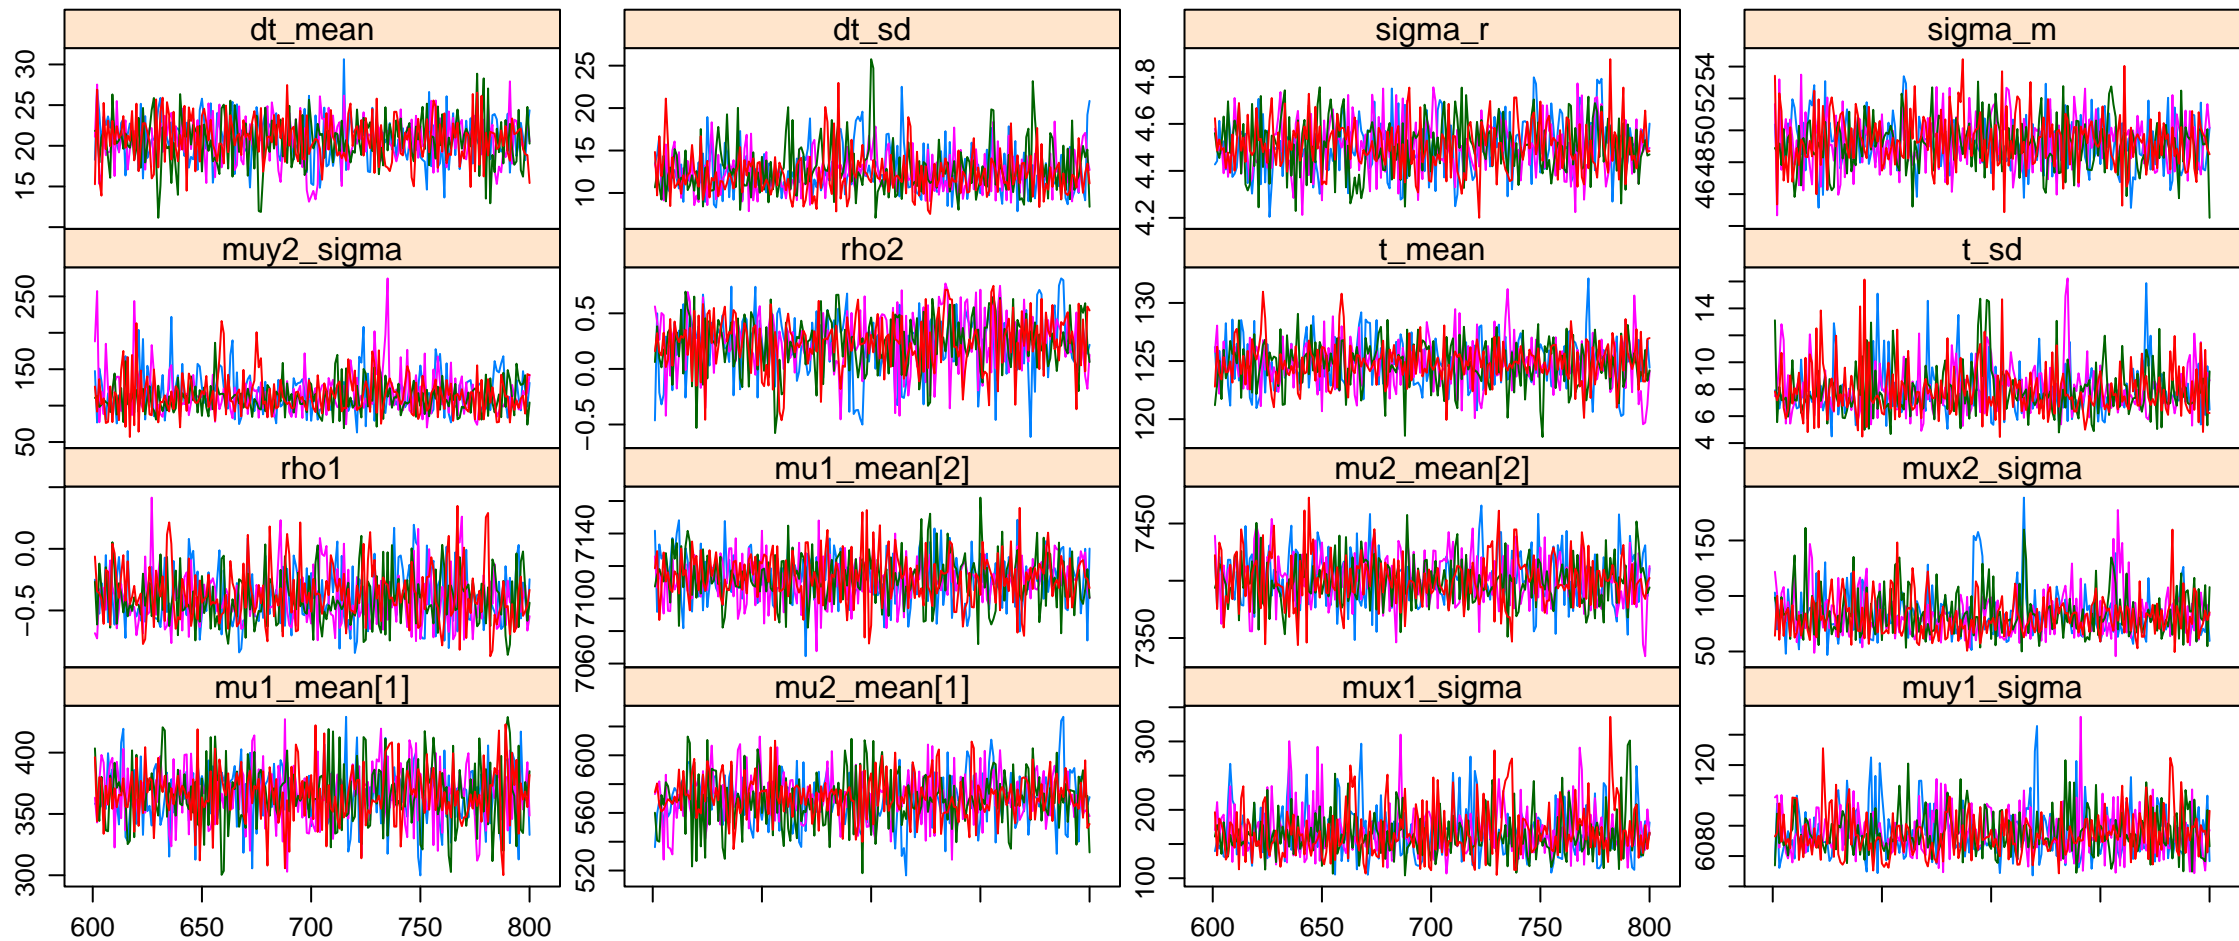 dt_mean
dt_sd
sigma_r
sigma_m
15 20 25 30
10 15 20 25
4.2 4.4 4.6 4.8
46 48 50 52 54
muy2_sigma
rho2
t_mean
t_sd
50 150 250
−0.5 0.0 0.5
120 125 130
4 6 8 10 14
rho1
mu1_mean[2]
mu2_mean[2]
mux2_sigma
−0.5 0.0
7060 7100 7140
7350 7450
50 100 150
mu1_mean[1]
mu2_mean[1]
mux1_sigma
muy1_sigma
300 350 400
520 560 600
100 200 300
60 80 120
600 650 700 750 800
600 650 700 750 800